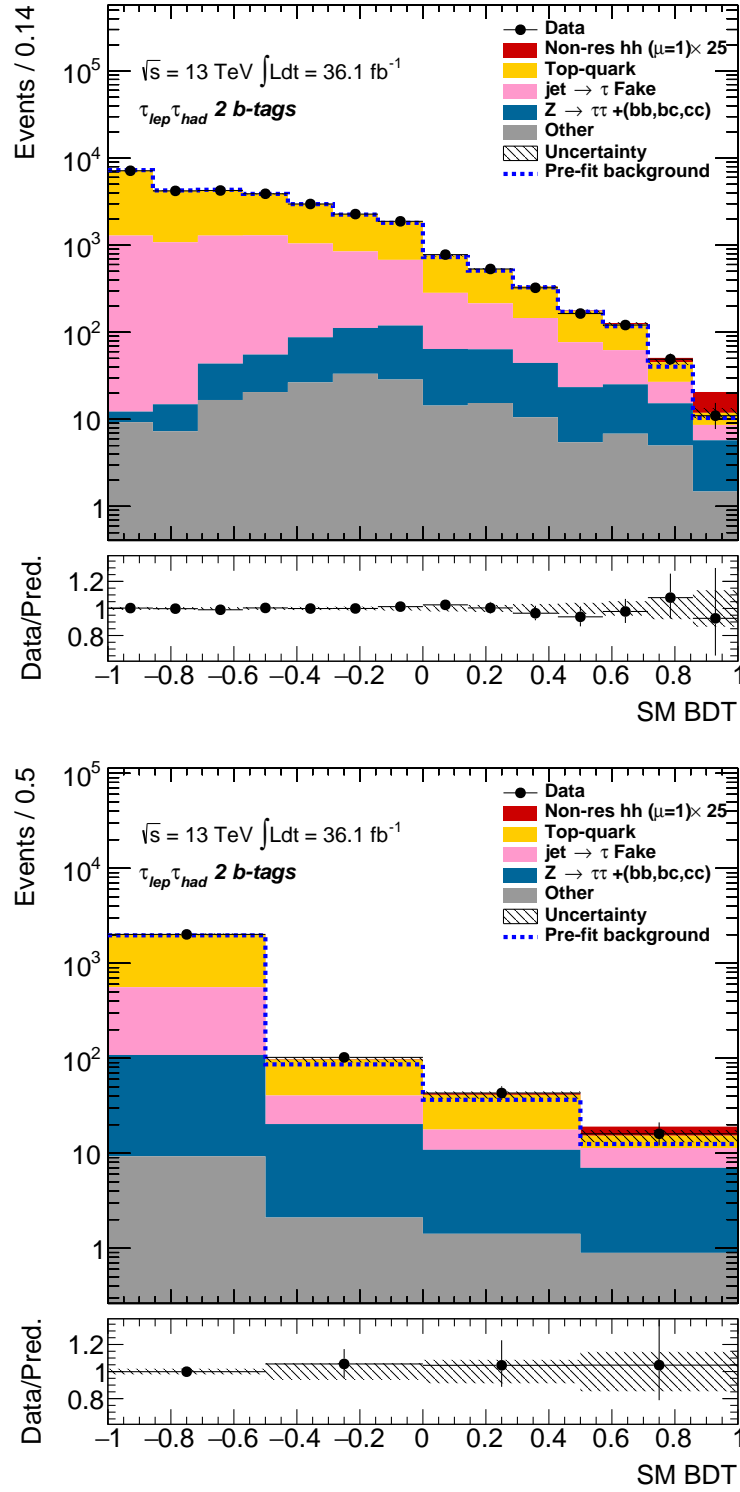 Events / 0.14
10⁵
10⁴
10³
10²
10
1
√s = 13 TeV ∫Ldt = 36.1 fb⁻¹
τ_lep τ_had 2 b-tags
Data
Non-res hh (μ=1)× 25
Top-quark
jet → τ Fake
Z → ττ +(bb,bc,cc)
Other
Uncertainty
Pre-fit background
Data/Pred.
1.2
1
0.8
−1 −0.8 −0.6 −0.4 −0.2 0 0.2 0.4 0.6 0.8 1
SM BDT
Events / 0.5
10⁵
10⁴
10³
10²
10
1
√s = 13 TeV ∫Ldt = 36.1 fb⁻¹
τ_lep τ_had 2 b-tags
Data
Non-res hh (μ=1)× 25
Top-quark
jet → τ Fake
Z → ττ +(bb,bc,cc)
Other
Uncertainty
Pre-fit background
Data/Pred.
1.2
1
0.8
−1 −0.8 −0.6 −0.4 −0.2 0 0.2 0.4 0.6 0.8 1
SM BDT